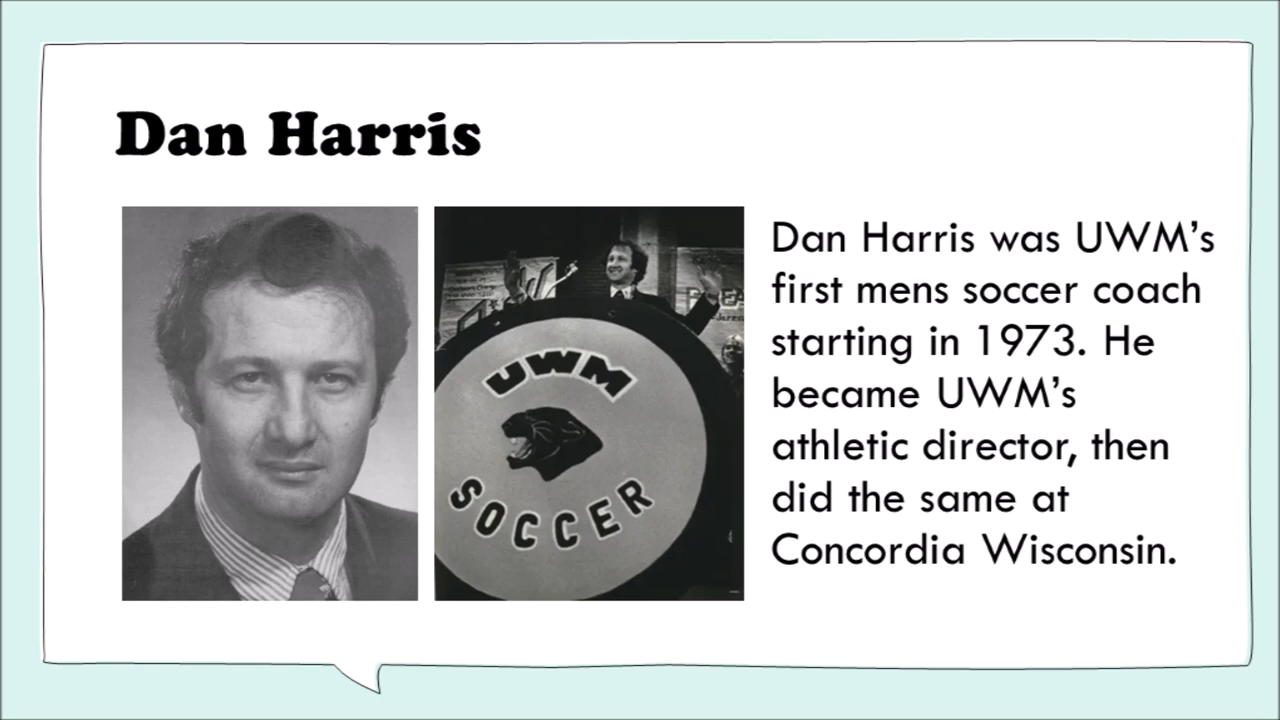 Dan Harris
Dan Harris was UWM's
first mens soccer coach
starting in 1973. He
became UWM's
athletic director, then
did the same at
Concordia Wisconsin.
UWM
SOCCER